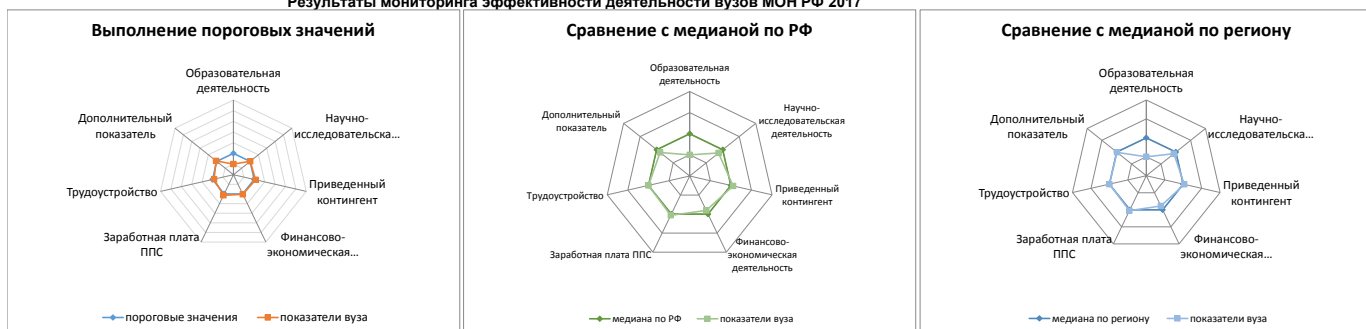 Результаты мониторинга эффективности деятельности вузов МОН РФ 2017
Выполнение пороговых значений
Образовательная
деятельность
Научно-
исследовательска…
Приведенный
контингент
Финансово-
экономическая…
Заработная плата
ППС
Трудоустройство
Дополнительный
показатель
пороговые значения
показатели вуза
Сравнение с медианой по РФ
Образовательная
деятельность
Научно-
исследовательская
деятельность
Приведенный
контингент
Финансово-
экономическая
деятельность
Заработная плата ППС
Трудоустройство
Дополнительный
показатель
медиана по РФ
показатели вуза
Сравнение с медианой по региону
Образовательная
деятельность
Научно-
исследовательска…
Приведенный
контингент
Финансово-
экономическая…
Заработная плата
ППС
Трудоустройство
Дополнительный
показатель
медиана по региону
показатели вуза